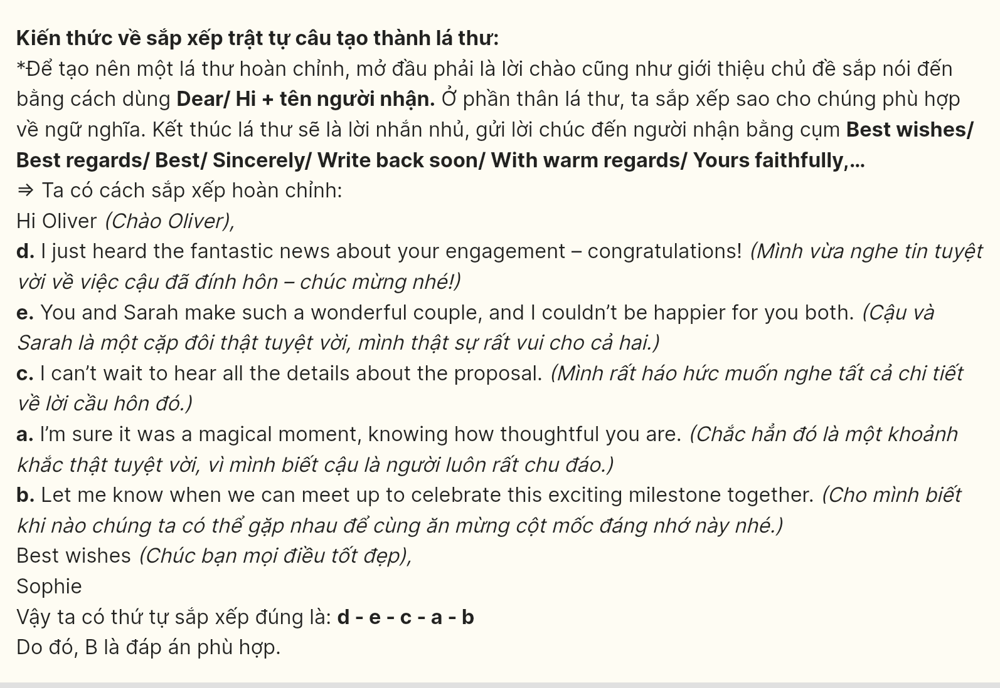 Kiến thức về sắp xếp trật tự câu tạo thành lá thư:
*Để tạo nên một lá thư hoàn chỉnh, mở đầu phải là lời chào cũng như giới thiệu chủ đề sắp nói đến
bằng cách dùng Dear/ Hi + tên người nhận. Ở phần thân lá thư, ta sắp xếp sao cho chúng phù hợp
về ngữ nghĩa. Kết thúc lá thư sẽ là lời nhắn nhủ, gửi lời chúc đến người nhận bằng cụm Best wishes/
Best regards/ Best/ Sincerely/ Write back soon/ With warm regards/ Yours faithfully,…
⇒ Ta có cách sắp xếp hoàn chỉnh:
Hi Oliver (Chào Oliver),
d. I just heard the fantastic news about your engagement – congratulations! (Mình vừa nghe tin tuyệt
vời về việc cậu đã đính hôn – chúc mừng nhé!)
e. You and Sarah make such a wonderful couple, and I couldn’t be happier for you both. (Cậu và
Sarah là một cặp đôi thật tuyệt vời, mình thật sự rất vui cho cả hai.)
c. I can’t wait to hear all the details about the proposal. (Mình rất háo hức muốn nghe tất cả chi tiết
về lời cầu hôn đó.)
a. I’m sure it was a magical moment, knowing how thoughtful you are. (Chắc hẳn đó là một khoảnh
khắc thật tuyệt vời, vì mình biết cậu là người luôn rất chu đáo.)
b. Let me know when we can meet up to celebrate this exciting milestone together. (Cho mình biết
khi nào chúng ta có thể gặp nhau để cùng ăn mừng cột mốc đáng nhớ này nhé.)
Best wishes (Chúc bạn mọi điều tốt đẹp),
Sophie
Vậy ta có thứ tự sắp xếp đúng là: d - e - c - a - b
Do đó, B là đáp án phù hợp.